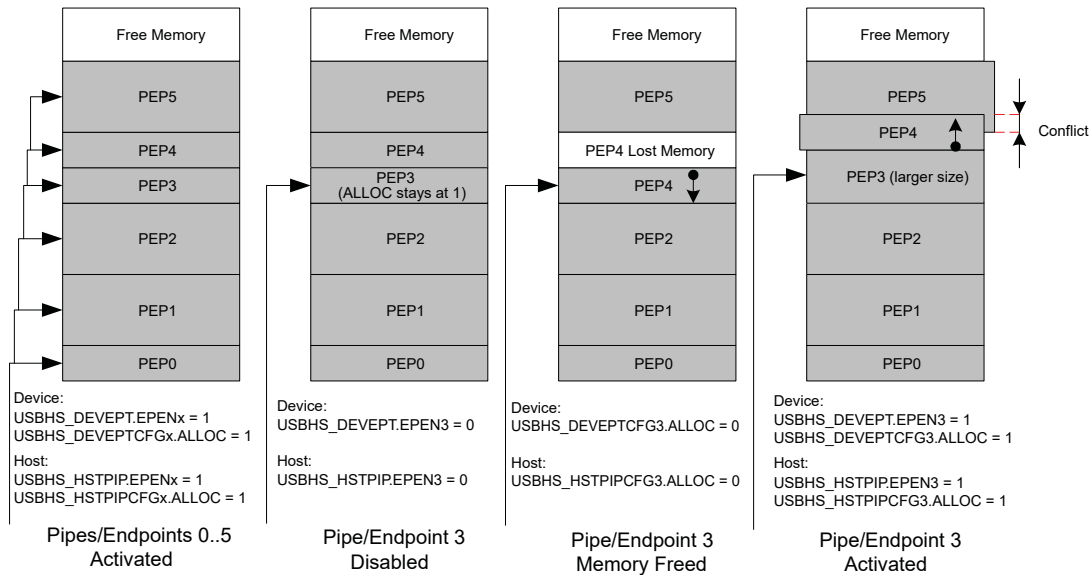 Free Memory
PEP5
PEP4
PEP3
PEP2
PEP1
PEP0
Device:
USBHS_DEVEPT.EPENx = 1
USBHS_DEVEPTCFGx.ALLOC = 1
Host:
USBHS_HSTPIP.EPENx = 1
USBHS_HSTPIPCFGx.ALLOC = 1
Pipes/Endpoints 0..5
Activated
Free Memory
PEP5
PEP4
PEP3
(ALLOC stays at 1)
PEP2
PEP1
PEP0
Device:
USBHS_DEVEPT.EPEN3 = 0
Host:
USBHS_HSTPIP.EPEN3 = 0
Pipe/Endpoint 3
Disabled
Free Memory
PEP5
PEP4 Lost Memory
PEP4
PEP2
PEP1
PEP0
Device:
USBHS_DEVEPTCFG3.ALLOC = 0
Host:
USBHS_HSTPIPCFG3.ALLOC = 0
Pipe/Endpoint 3
Memory Freed
Free Memory
PEP5
PEP4
Conflict
PEP3 (larger size)
PEP2
PEP1
PEP0
Device:
USBHS_DEVEPT.EPEN3 = 1
USBHS_DEVEPTCFG3.ALLOC = 1
Host:
USBHS_HSTPIP.EPEN3 = 1
USBHS_HSTPIPCFG3.ALLOC = 1
Pipe/Endpoint 3
Activated